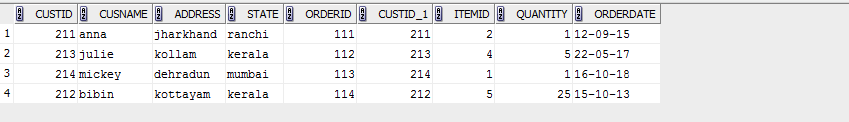 CUSTID CUSNAME ADDRESS STATE ORDERID CUSTID_1 ITEMID QUANTITY ORDERDATE
1 211 anna jharkhand ranchi 111 211 2 1 12-09-15
2 213 julie kollam kerala 112 213 4 5 22-05-17
3 214 mickey dehradun mumbai 113 214 1 1 16-10-18
4 212 bibin kottayam kerala 114 212 5 25 15-10-13